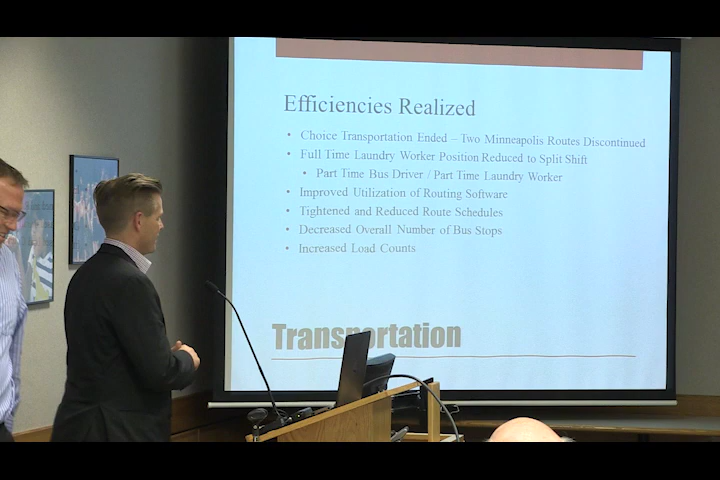 Efficiencies Realized
• Choice Transportation Ended – Two Minneapolis Routes Discontinued
• Full Time Laundry Worker Position Reduced to Split Shift
• Part Time Bus Driver / Part Time Laundry Worker
• Improved Utilization of Routing Software
• Tightened and Reduced Route Schedules
• Decreased Overall Number of Bus Stops
• Increased Load Counts
Transportation